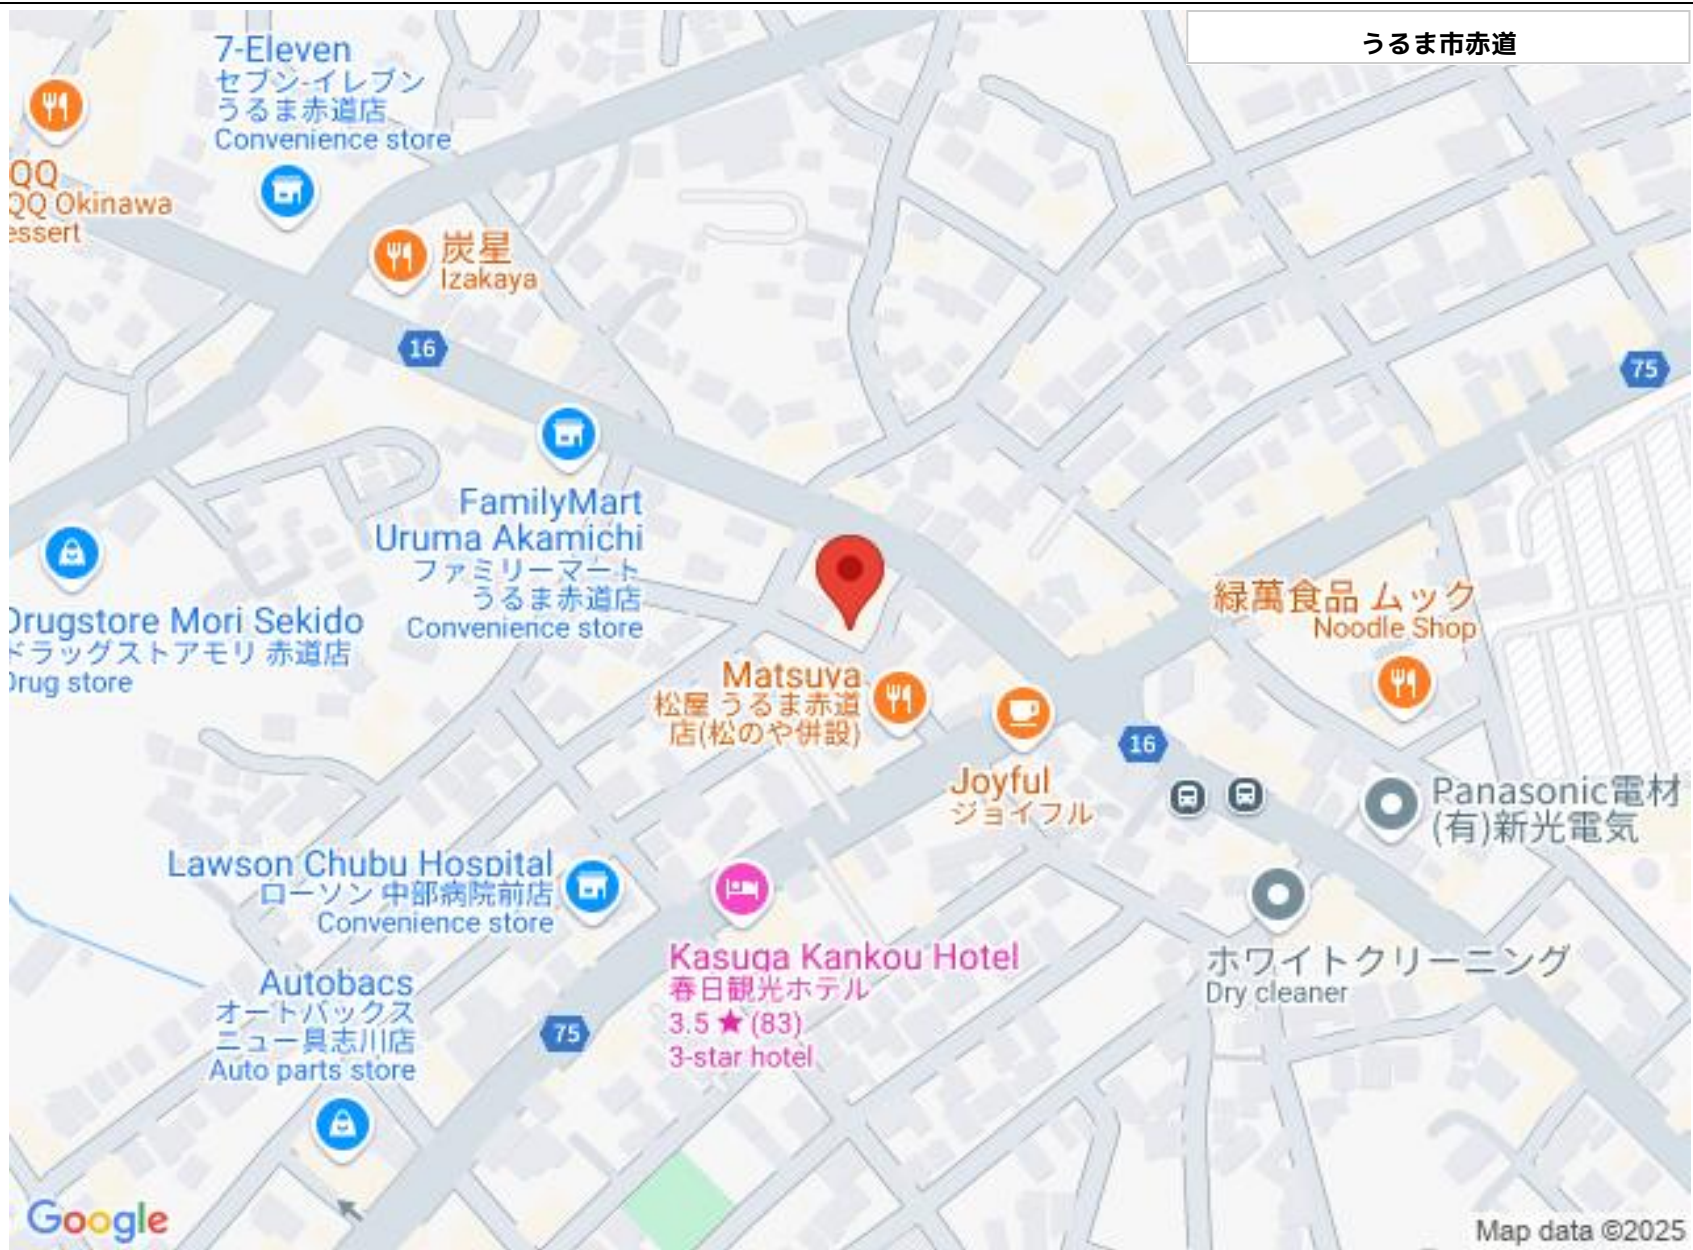 うるま市赤道
7-Eleven
セブン-イレブン
うるま赤道店
Convenience store
QQ
QQ Okinawa
essert
炭星
Izakaya
16
75
FamilyMart
Uruma Akamichi
ファミリーマート
うるま赤道店
Convenience store
Drugstore Mori Sekido
ドラッグストアモリ 赤道店
Drug store
緑萬食品 ムック
Noodle Shop
Matsuya
松屋 うるま赤道
店(松のや併設)
16
Joyful
ジョイフル
Panasonic電材
(有)新光電気
Lawson Chubu Hospital
ローソン 中部病院前店
Convenience store
Kasuga Kankou Hotel
春日観光ホテル
3.5 ★ (83)
3-star hotel
ホワイトクリーニング
Dry cleaner
Autobacs
オートバックス
ニュー具志川店
Auto parts store
75
Google
Map data ©2025